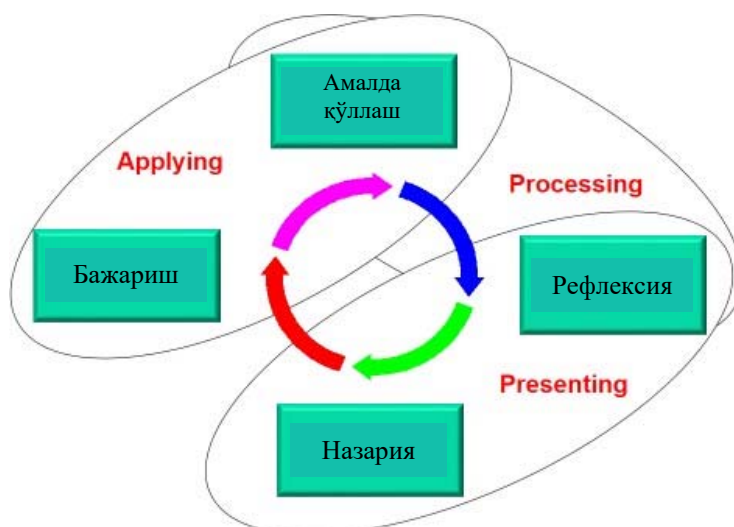 Амалда
қўллаш
Applying
Processing
Бажариш
Рефлексия
Presenting
Назария